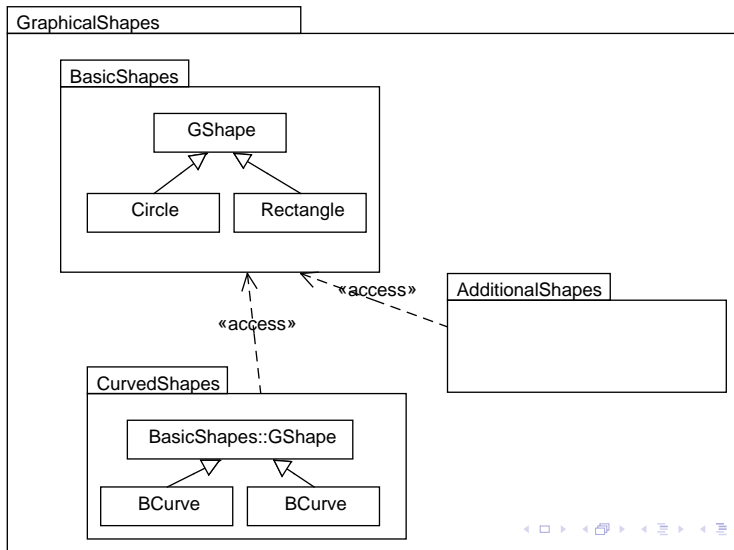 GraphicalShapes
BasicShapes
GShape
Circle
Rectangle
«access»
AdditionalShapes
«access»
CurvedShapes
BasicShapes::GShape
BCurve
BCurve